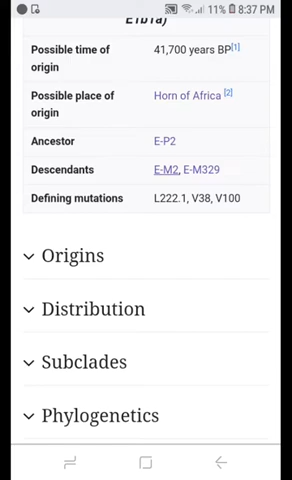 11% 8:37 PM
E1b1a)
Possible time of 41,700 years BP[1]
origin
Possible place of Horn of Africa [2]
origin
Ancestor E-P2
Descendants E-M2, E-M329
Defining mutations L222.1, V38, V100
Origins
Distribution
Subclades
Phylogenetics